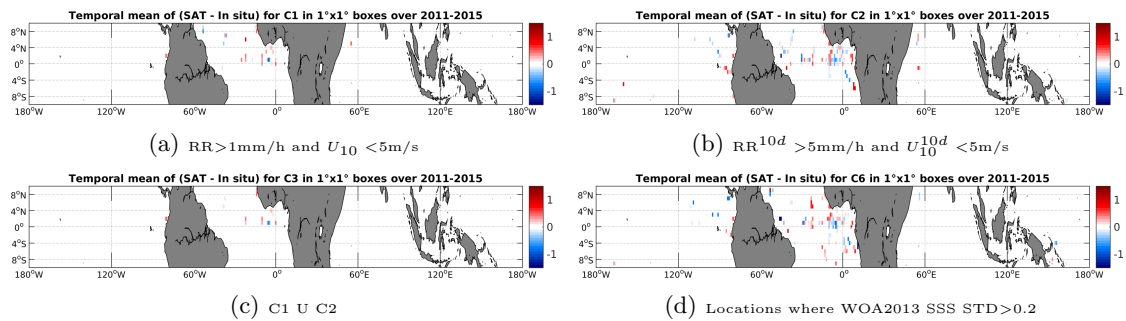 Temporal mean of (SAT - In situ) for C1 in 1°x1° boxes over 2011-2015
8°N
4°N
0°
4°S
8°S
180°W 120°W 60°W 0° 60°E 120°E 180°W
1
0
-1
(a) RR>1mm/h and U10 <5m/s
Temporal mean of (SAT - In situ) for C2 in 1°x1° boxes over 2011-2015
8°N
4°N
0°
4°S
8°S
180°W 120°W 60°W 0° 60°E 120°E 180°W
1
0
-1
(b) RR^10d >5mm/h and U10^10d <5m/s
Temporal mean of (SAT - In situ) for C3 in 1°x1° boxes over 2011-2015
8°N
4°N
0°
4°S
8°S
180°W 120°W 60°W 0° 60°E 120°E 180°W
1
0
-1
(c) C1 U C2
Temporal mean of (SAT - In situ) for C6 in 1°x1° boxes over 2011-2015
8°N
4°N
0°
4°S
8°S
180°W 120°W 60°W 0° 60°E 120°E 180°W
1
0
-1
(d) Locations where WOA2013 SSS STD>0.2